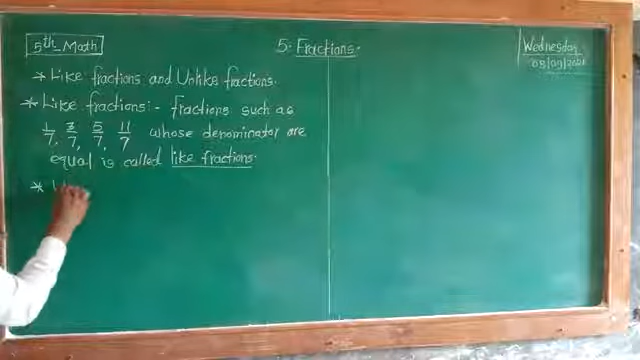 5th Math
5. Fractions.
Wednesday
08/09/2021
* Like fractions and Unlike fractions.
* Like fractions:- Fractions such as
1/7, 3/7, 5/7, 11/7 whose denominator are
equal is called like fractions.
*